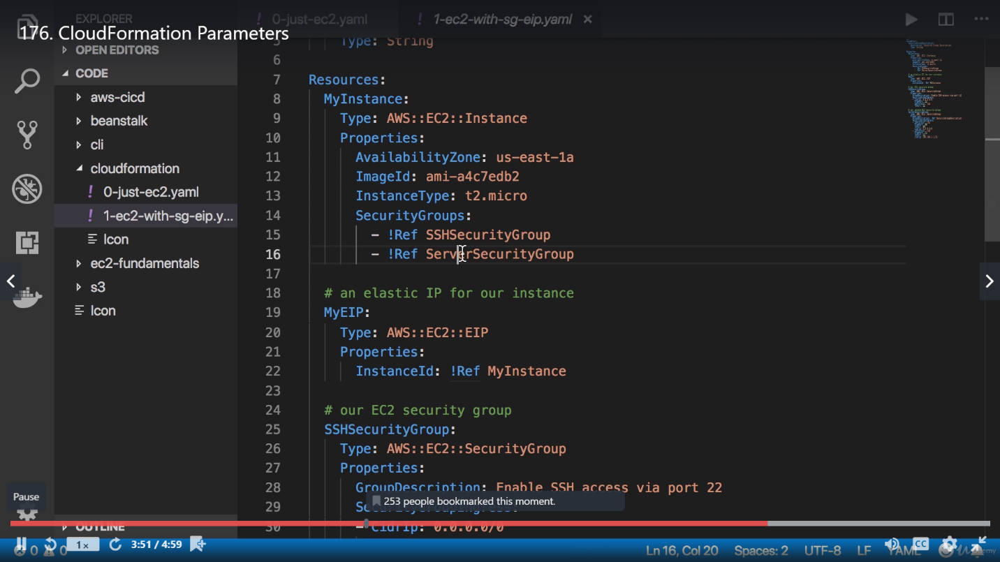 EXPLORER
176. CloudFormation Parameters
0-just-ec2.yaml
1-ec2-with-sg-eip.yaml
OPEN EDITORS
CODE
aws-cicd
beanstalk
cli
cloudformation
! 0-just-ec2.yaml
! 1-ec2-with-sg-eip.y...
Icon
ec2-fundamentals
s3
Icon
OUTLINE
5 Type: String
6
7 Resources:
8 MyInstance:
9 Type: AWS::EC2::Instance
10 Properties:
11 AvailabilityZone: us-east-1a
12 ImageId: ami-a4c7edb2
13 InstanceType: t2.micro
14 SecurityGroups:
15 - !Ref SSHSecurityGroup
16 - !Ref ServerSecurityGroup
17
18 # an elastic IP for our instance
19 MyEIP:
20 Type: AWS::EC2::EIP
21 Properties:
22 InstanceId: !Ref MyInstance
23
24 # our EC2 security group
25 SSHSecurityGroup:
26 Type: AWS::EC2::SecurityGroup
27 Properties:
28 GroupDescription: Enable SSH access via port 22
29 SecurityGroupIngress:
30 - CidrIp: 0.0.0.0/0
253 people bookmarked this moment.
Pause
1x
3:51 / 4:59
0 0
Ln 16, Col 20 Spaces: 2 UTF-8 LF YAML
CC